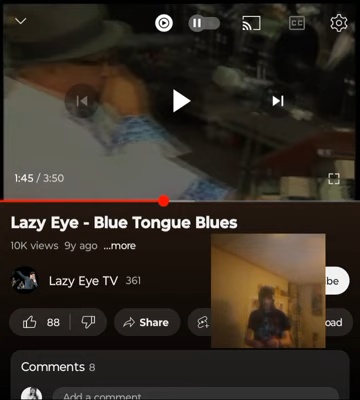 CC
1:45 / 3:50
Lazy Eye - Blue Tongue Blues
10K views 9y ago ...more
Lazy Eye TV 361 be
88 Share oad
Comments 8
Add a comment